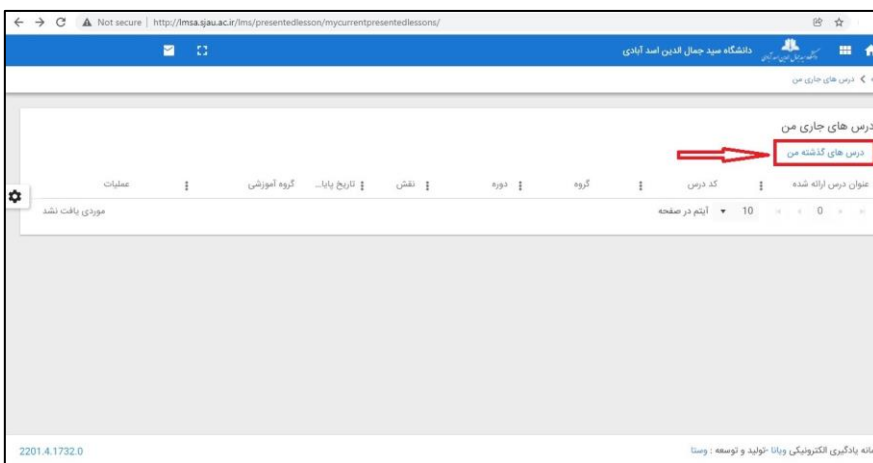 Not secure | http://lmsa.sjau.ac.ir/lms/presentedlesson/mycurrentpresentedlessons/
دانشگاه سید جمال الدین اسد آبادی
درس های جاری من
درس های جاری من
درس های گذشته من
عنوان درس ارائه شده کد درس گروه دوره نقش تاریخ پایا... گروه آموزشی عملیات
0 10 آیتم در صفحه موردی یافت نشد
یادگیری الکترونیکی ویانا -تولید و توسعه : وستا 2201.4.1732.0